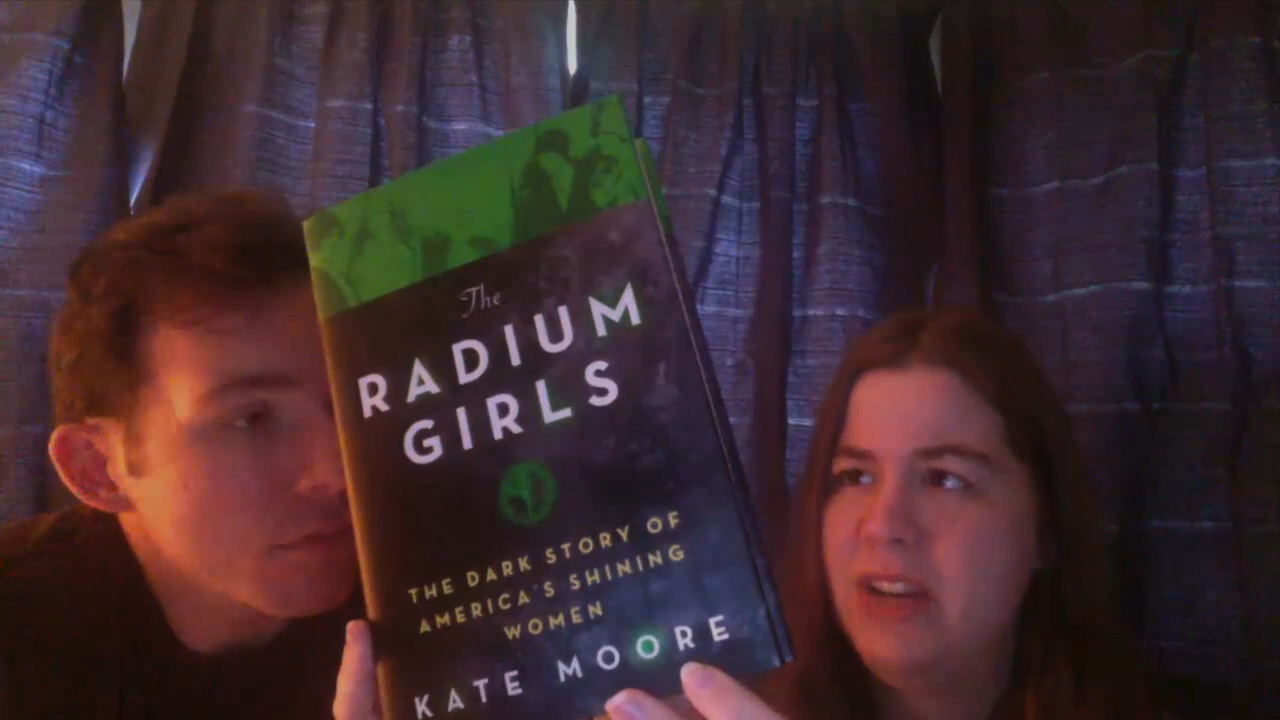 The
RADIUM
GIRLS
THE DARK STORY OF
AMERICA'S SHINING
WOMEN
KATE MOORE